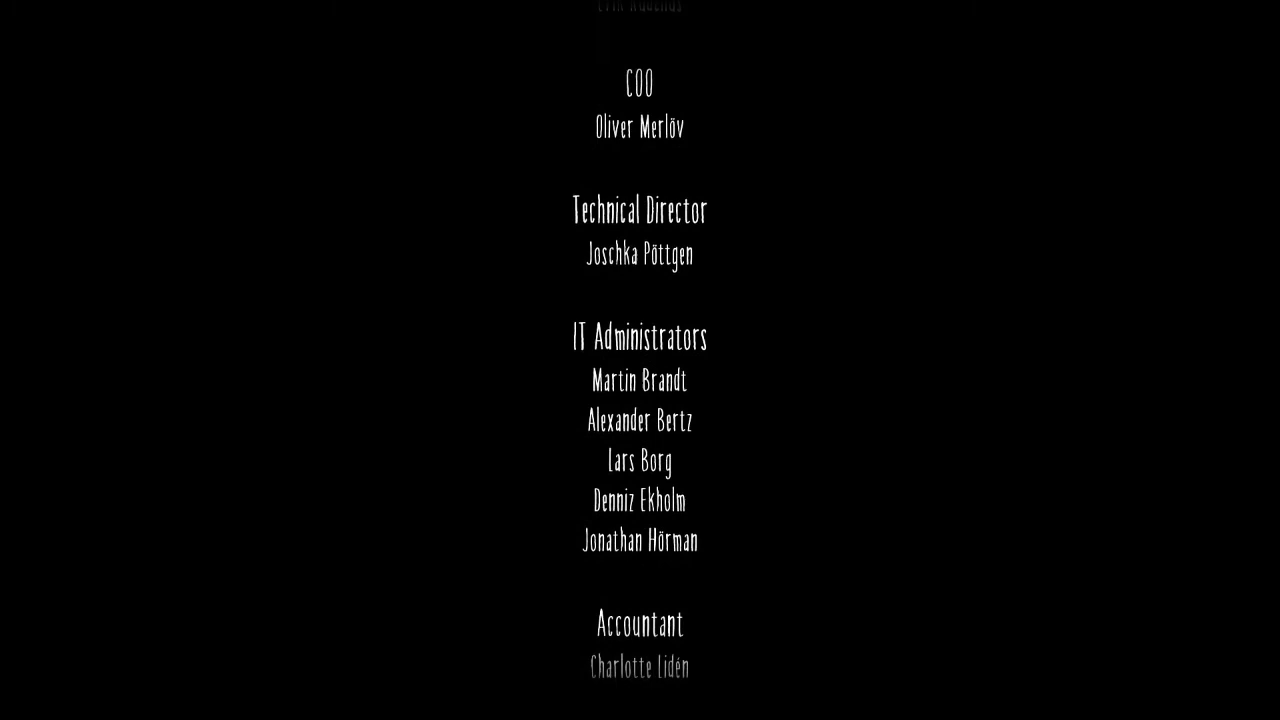 COO
Oliver Merlöv
Technical Director
Joschka Pöttgen
IT Administrators
Martin Brandt
Alexander Bertz
Lars Borg
Denniz Ekholm
Jonathan Hörman
Accountant
Charlotte Lidén